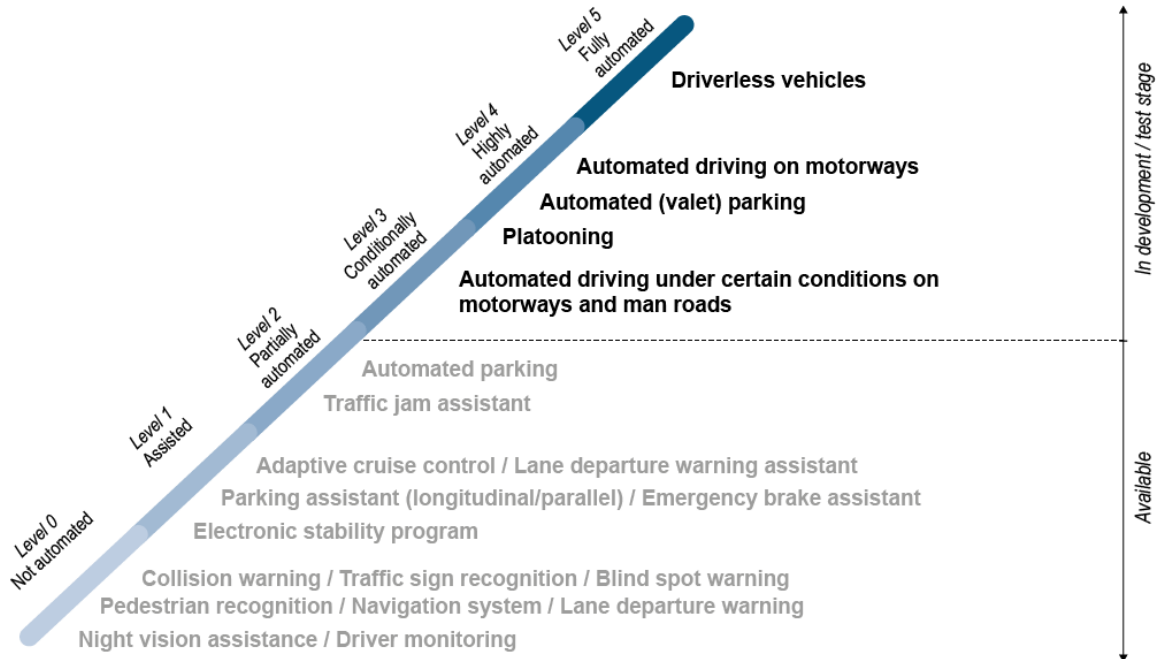 Level 5
Fully
automated
Driverless vehicles
Level 4
Highly
automated
Automated driving on motorways
Automated (valet) parking
Platooning
Level 3
Conditionally
automated
Automated driving under certain conditions on
motorways and man roads
In development / test stage
Level 2
Partially
automated
Automated parking
Traffic jam assistant
Level 1
Assisted
Adaptive cruise control / Lane departure warning assistant
Parking assistant (longitudinal/parallel) / Emergency brake assistant
Electronic stability program
Level 0
Not automated
Collision warning / Traffic sign recognition / Blind spot warning
Pedestrian recognition / Navigation system / Lane departure warning
Night vision assistance / Driver monitoring
Available